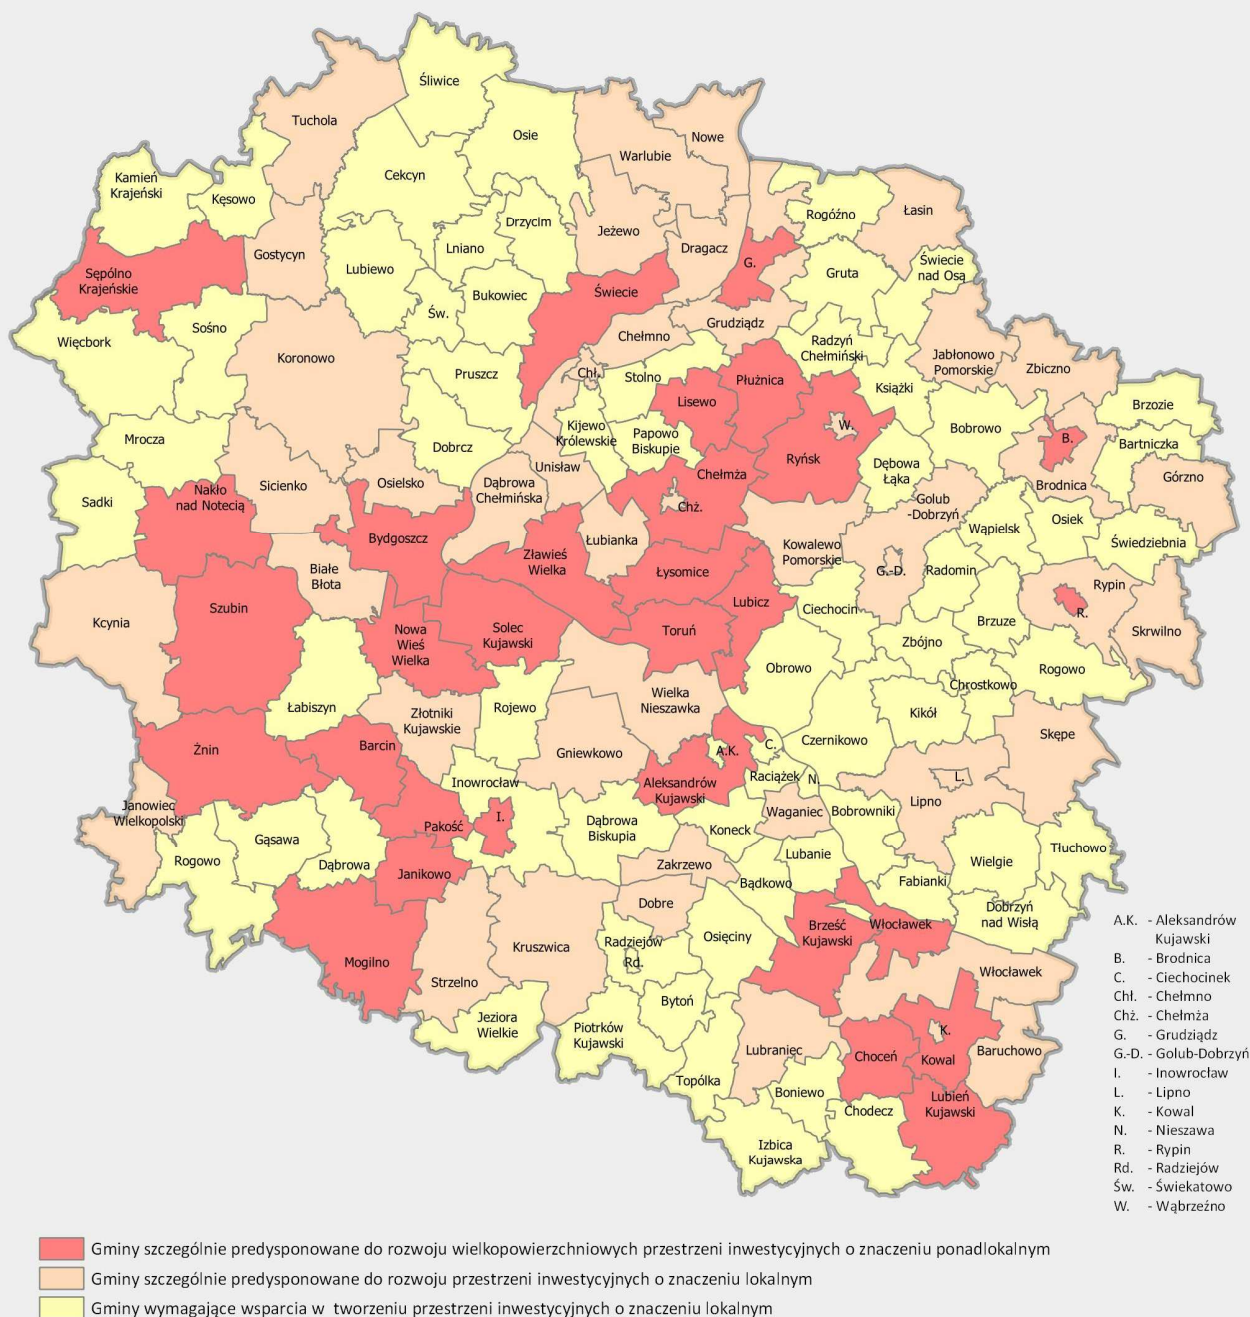 Śliwice
Tuchola
Osie
Nowe
Warlubie
Cekcyn
Kamień
Krajeński
Kęsowo
Łasin
Rogóźno
Drzycim
Jeżewo
Lniano
Dragacz
Gostycyn
Lubiewo
G.
Gruta
Świecie
nad Osą
Sępólno
Krajeńskie
Świecie
Bukowiec
Św.
Sośno
Grudziądz
Chełmno
Więcbork
Radzyń
Chełmiński
Koronowo
Jabłonowo
Pomorskie
Zbiczno
Pruszcz
Chł.
Stolno
Płużnica
Książki
Lisewo
Brzozie
W.
Bobrowo
Kijewo
Królewskie
Papowo
Biskupie
B.
Bartniczka
Mrocza
Dobrcz
Ryńsk
Unisław
Dębowa
Łąka
Chełmża
Górzno
Sicienko
Osielsko
Dąbrowa
Chełmińska
Brodnica
Nakło
nad Notecią
Sadki
Golub
-Dobrzyń
Chż.
Osiek
Wąpielsk
Bydgoszcz
Łubianka
Świedziebnia
Kowalewo
Pomorskie
Zławieś
Wielka
Białe
Błota
Łysomice
G.-D.
Radomin
Rypin
Lubicz
R.
Szubin
Ciechocin
Kcynia
Brzuze
Nowa
Wieś
Wielka
Solec
Kujawski
Toruń
Skrwilno
Zbójno
Obrowo
Rogowo
Chrostkowo
Wielka
Nieszawka
Łabiszyn
Rojewo
Złotniki
Kujawskie
Kikół
Skępe
Czernikowo
C.
Żnin
Barcin
A.K.
Gniewkowo
Raciążek
N.
L.
Inowrocław
Aleksandrów
Kujawski
Lipno
Janowiec
Wielkopolski
Waganiec
Bobrowniki
I.
Pakość
Dąbrowa
Biskupia
Koneck
Gąsawa
Tłuchowo
Rogowo
Dąbrowa
Lubanie
Wielgie
Zakrzewo
Janikowo
Bądkowo
Fabianki
Dobre
Dobrzyń
nad Wisłą
Brześć
Kujawski
Włocławek
Osięciny
Radziejów
Kruszwica
Rd.
Mogilno
Włocławek
Strzelno
Bytoń
Jeziora
Wielkie
Piotrków
Kujawski
K.
Lubraniec
Choceń
Kowal
Baruchowo
Topólka
Boniewo
Lubień
Kujawski
Chodecz
Izbica
Kujawska
A.K. - Aleksandrów
Kujawski
B. - Brodnica
C. - Ciechocinek
Chł. - Chełmno
Chż. - Chełmża
G. - Grudziądz
G.-D. - Golub-Dobrzyń
I. - Inowrocław
L. - Lipno
K. - Kowal
N. - Nieszawa
R. - Rypin
Rd. - Radziejów
Św. - Świekatowo
W. - Wąbrzeźno
Gminy szczególnie predysponowane do rozwoju wielkopowierzchniowych przestrzeni inwestycyjnych o znaczeniu ponadlokalnym
Gminy szczególnie predysponowane do rozwoju przestrzeni inwestycyjnych o znaczeniu lokalnym
Gminy wymagające wsparcia w tworzeniu przestrzeni inwestycyjnych o znaczeniu lokalnym